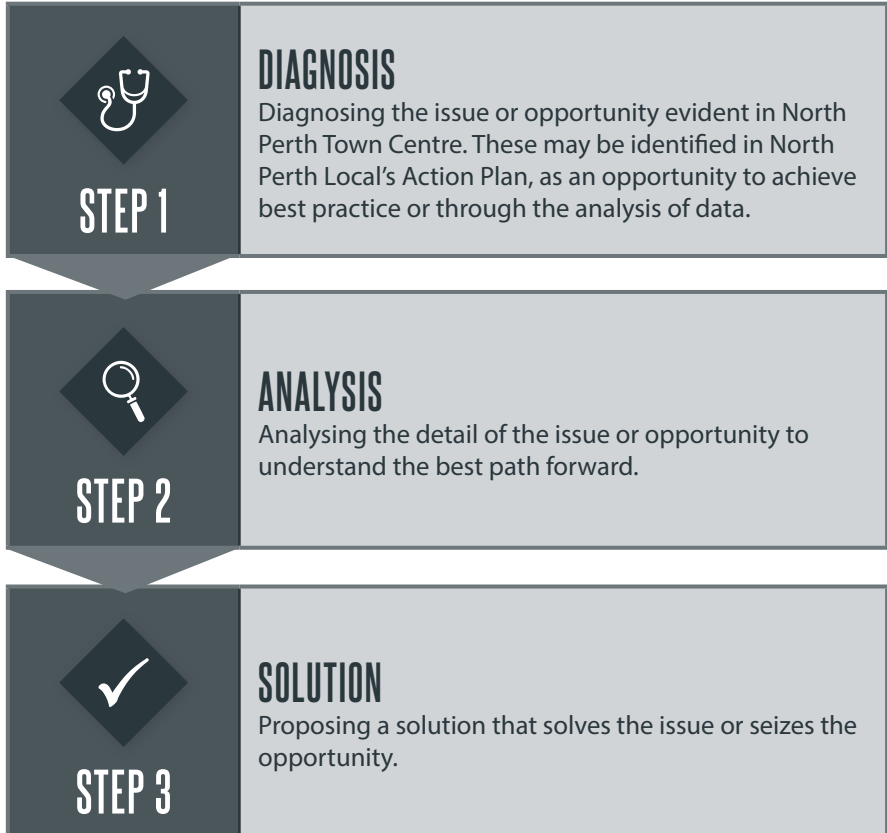 STEP 1
DIAGNOSIS
Diagnosing the issue or opportunity evident in North
Perth Town Centre. These may be identified in North
Perth Local's Action Plan, as an opportunity to achieve
best practice or through the analysis of data.
STEP 2
ANALYSIS
Analysing the detail of the issue or opportunity to
understand the best path forward.
STEP 3
SOLUTION
Proposing a solution that solves the issue or seizes the
opportunity.